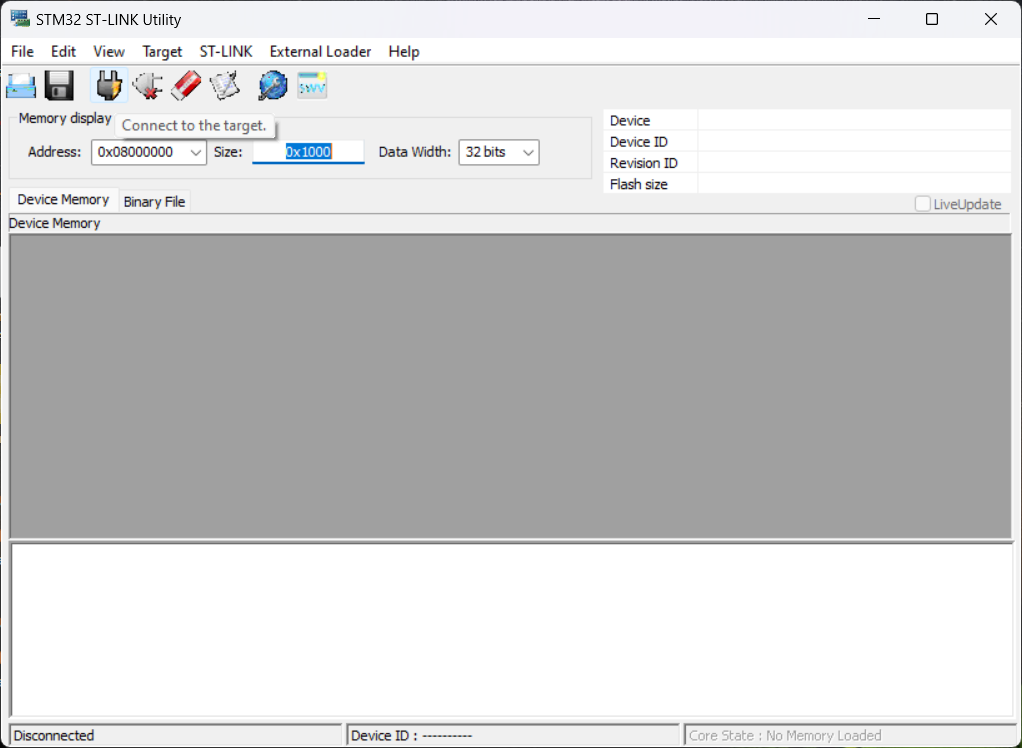 STM32 ST-LINK Utility
File Edit View Target ST-LINK External Loader Help
SWV
Memory display
Connect to the target.
Address: 0x08000000 Size: 0x1000 Data Width: 32 bits
Device
Device ID
Revision ID
Flash size
LiveUpdate
Device Memory Binary File
Device Memory
Disconnected Device ID : ---------- Core State : No Memory Loaded